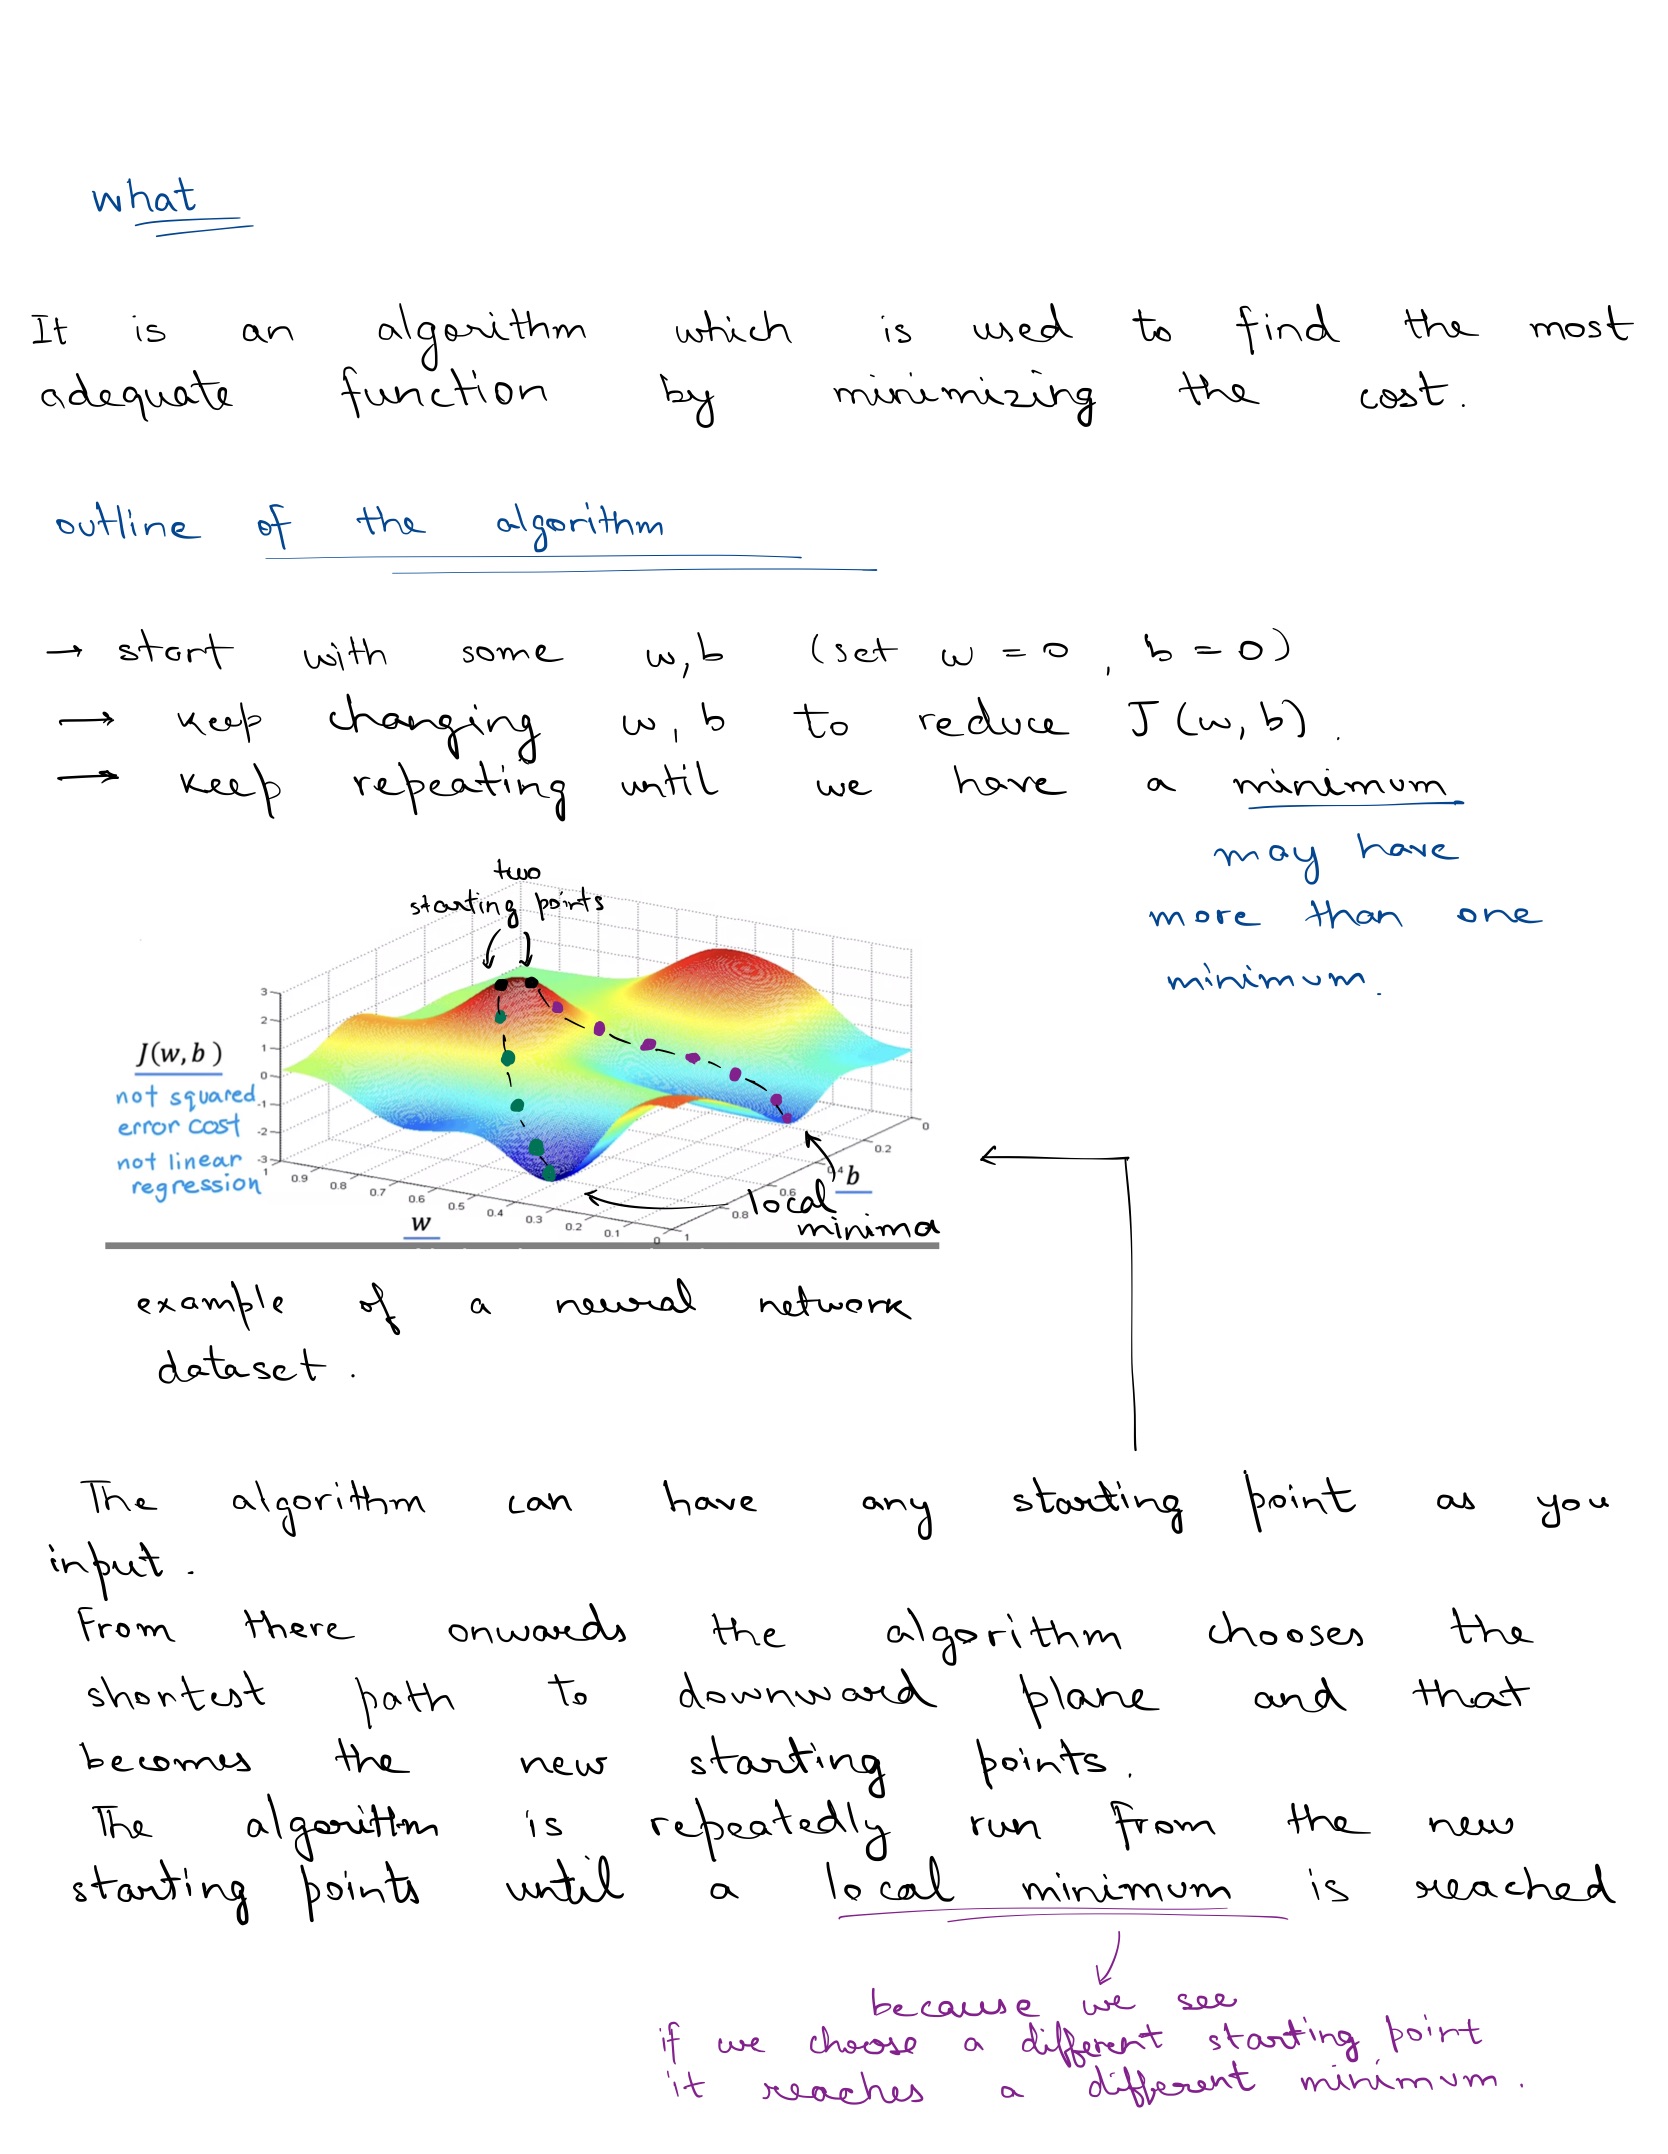 what
It is an algorithm which is used to find the most
adequate function by minimizing the cost.
outline of the algorithm
→ start with some w, b (set w = 0, b = 0)
→ keep changing w, b to reduce J(w, b).
→ keep repeating until we have a minimum
may have
more than one
minimum.
two
starting points
3
2
1
0
-1
-2
-3
J(w, b)
not squared
error cost
not linear
regression
1
0.9
0.8
0.7
0.6
0.5
0.4
0.3
0.2
0.1
0
w
1
0.8
0.6
0.4
0.2
0
b
local
minima
example of a neural network
dataset.
The algorithm can have any starting point as you
input.
From there onwards the algorithm chooses the
shortest path to downward plane and that
becomes the new starting points.
The algorithm is repeatedly run from the new
starting points until a local minimum is reached
because we see
if we choose a different starting point
it reaches a different minimum.